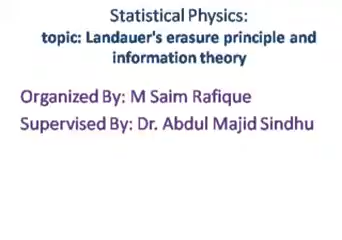 Statistical Physics:
topic: Landauer's erasure principle and
information theory
Organized By: M Saim Rafique
Supervised By: Dr. Abdul Majid Sindhu